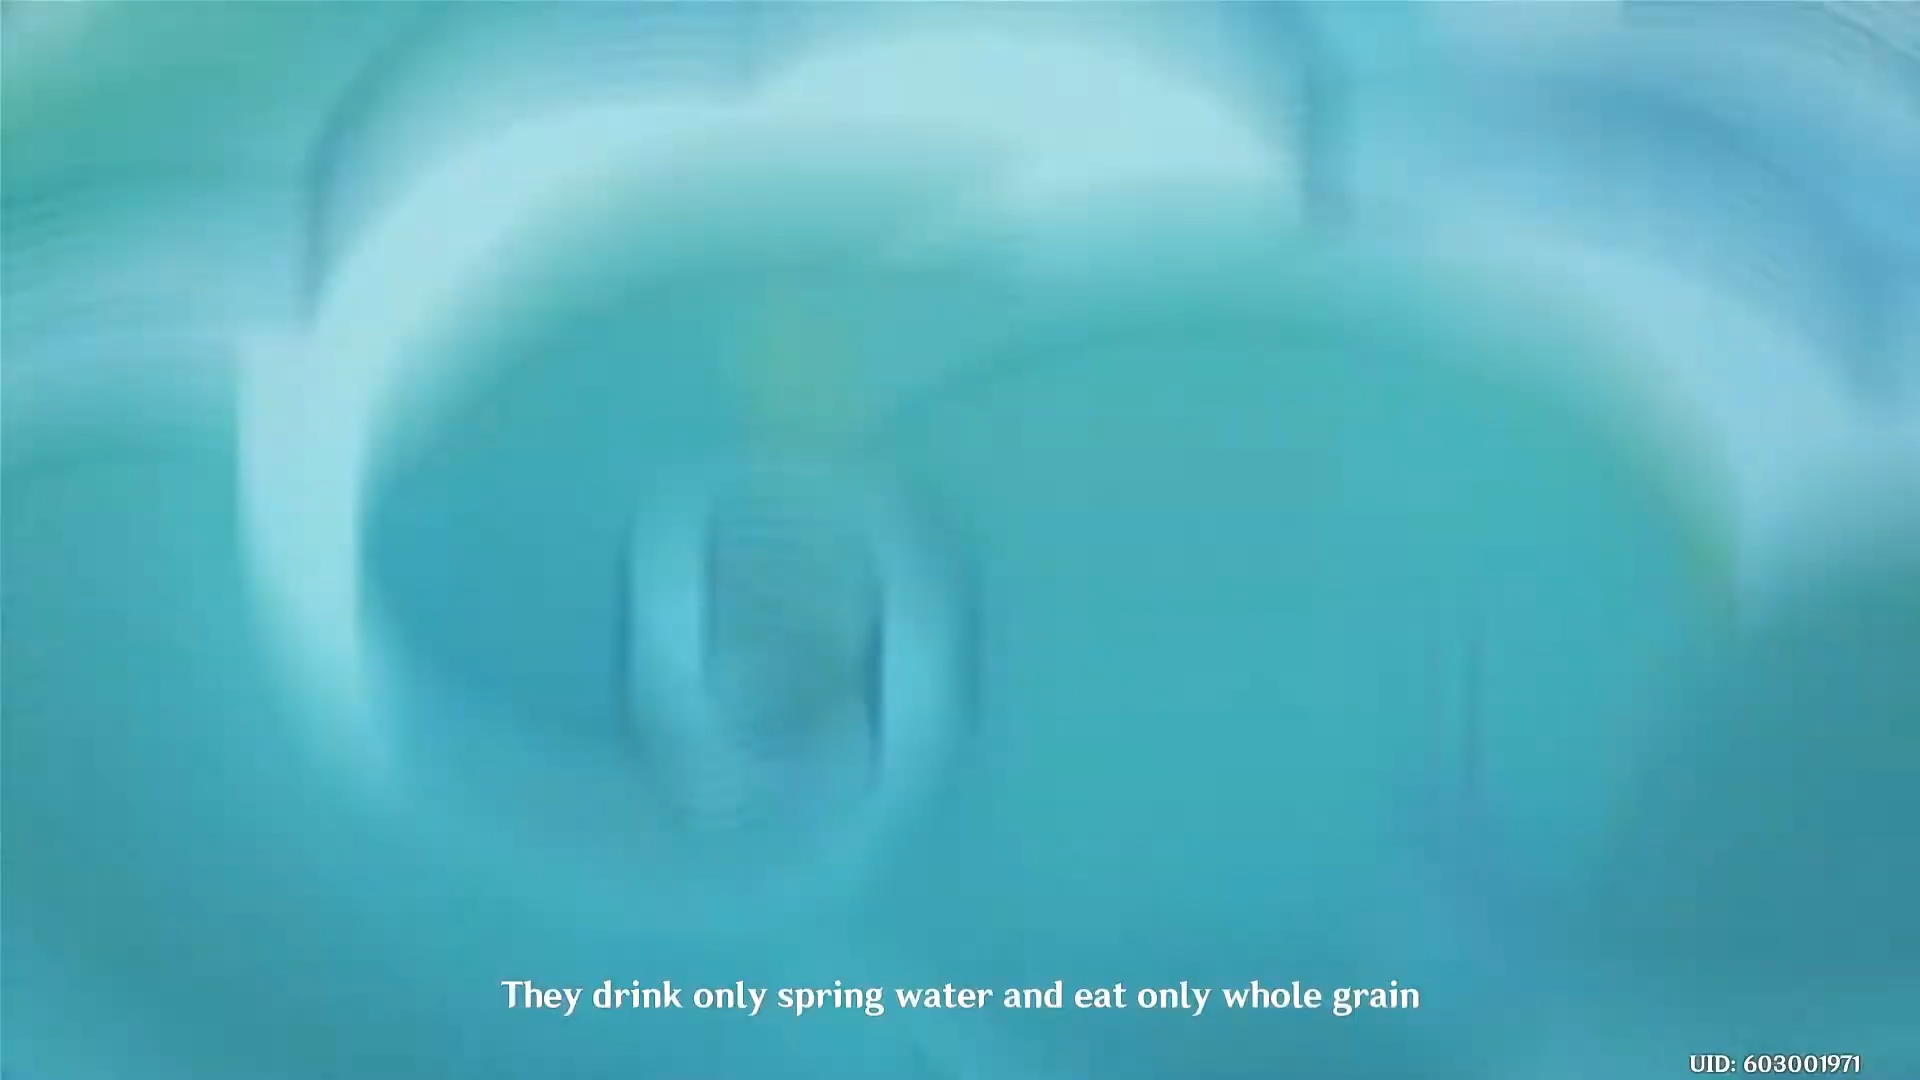 They drink only spring water and eat only whole grain
UID: 603001971